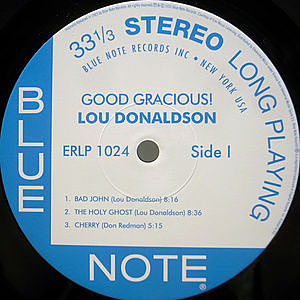 33 1/3 STEREO LONG PLAYING
BLUE NOTE RECORDS INC • NEW YORK USA
GOOD GRACIOUS!
LOU DONALDSON
ERLP 1024 Side I
1. BAD JOHN (Lou Donaldson) 8:16
2. THE HOLY GHOST (Lou Donaldson) 8:36
3. CHERRY (Don Redman) 5:15
BLUE
NOTE®